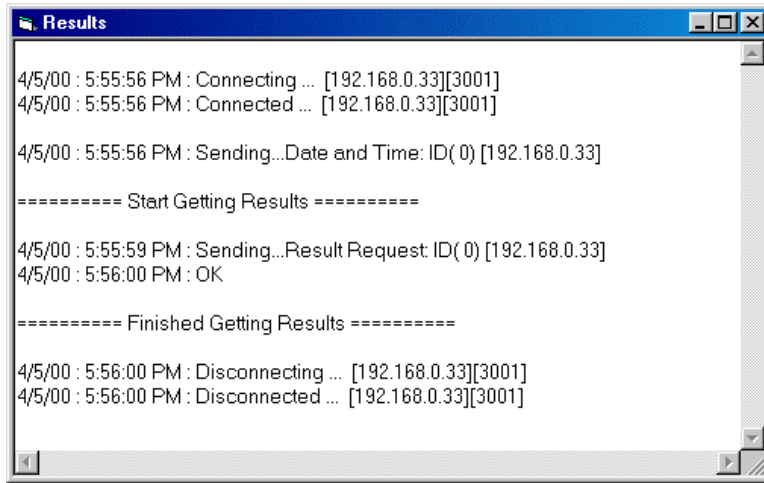 Results
4/5/00 : 5:55:56 PM : Connecting ... [192.168.0.33][3001]
4/5/00 : 5:55:56 PM : Connected ... [192.168.0.33][3001]
4/5/00 : 5:55:56 PM : Sending...Date and Time: ID( 0) [192.168.0.33]
========== Start Getting Results ==========
4/5/00 : 5:55:59 PM : Sending...Result Request: ID( 0) [192.168.0.33]
4/5/00 : 5:56:00 PM : OK
========== Finished Getting Results ==========
4/5/00 : 5:56:00 PM : Disconnecting ... [192.168.0.33][3001]
4/5/00 : 5:56:00 PM : Disconnected ... [192.168.0.33][3001]